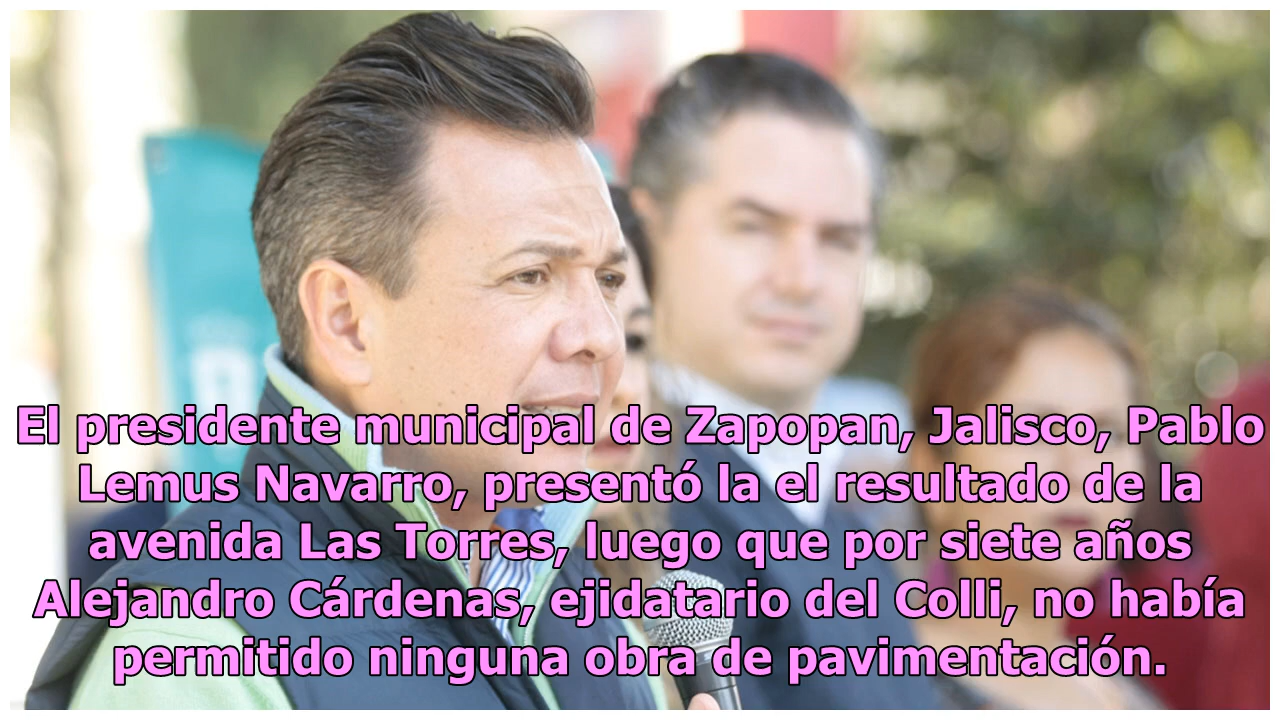 El presidente municipal de Zapopan, Jalisco, Pablo
Lemus Navarro, presentó la el resultado de la
avenida Las Torres, luego que por siete años
Alejandro Cárdenas, ejidatario del Colli, no había
permitido ninguna obra de pavimentación.